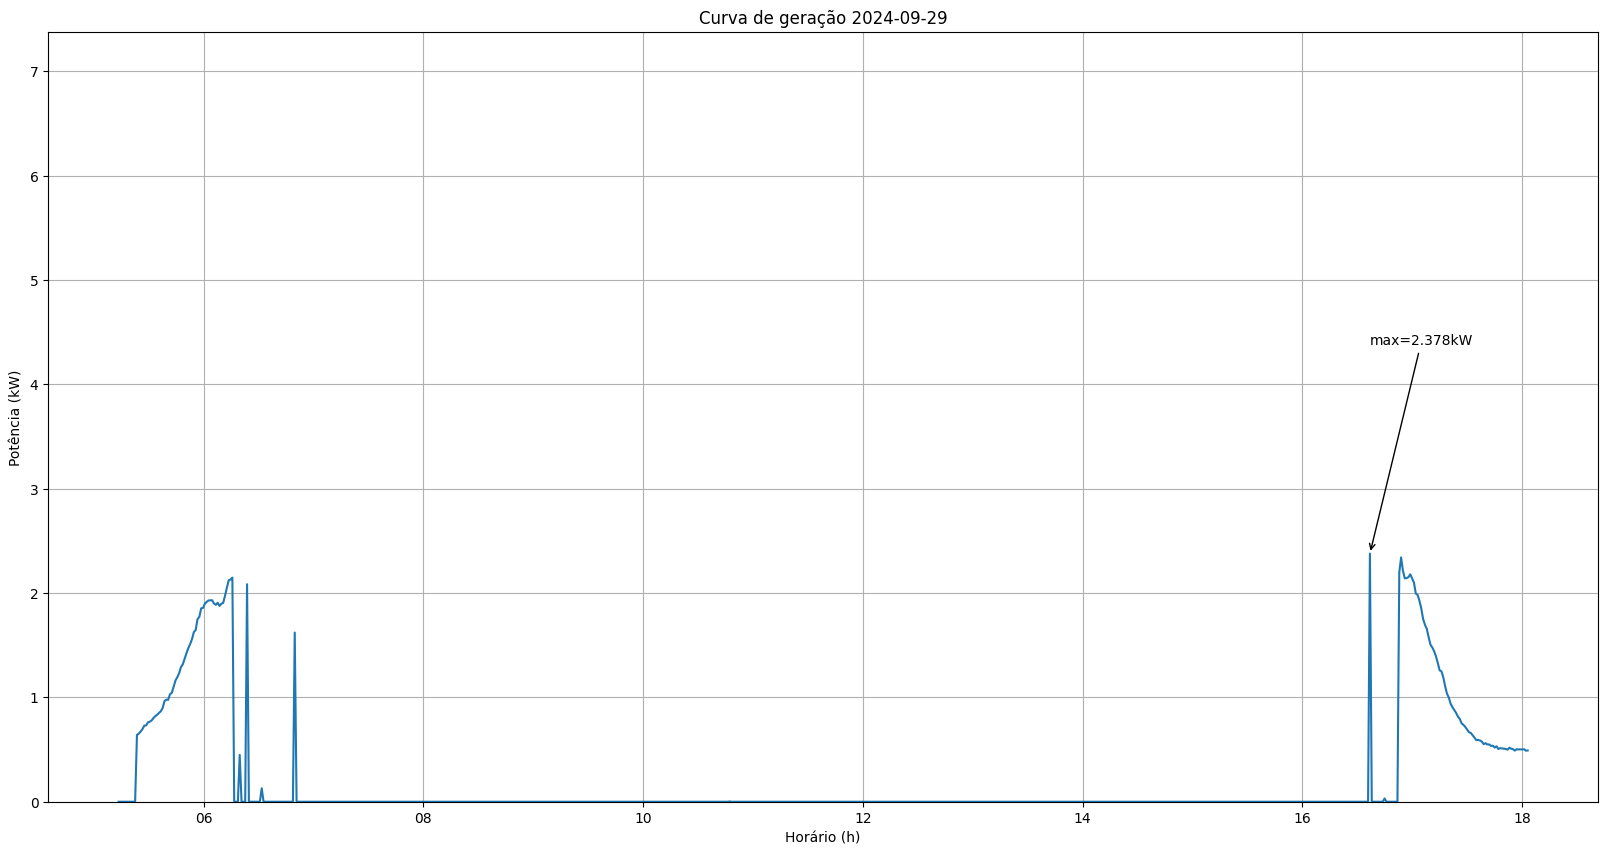 Curva de geração 2024-09-29
7
6
5
4
3
2
1
0
Potência (kW)
max=2.378kW
06 08 10 12 14 16 18
Horário (h)